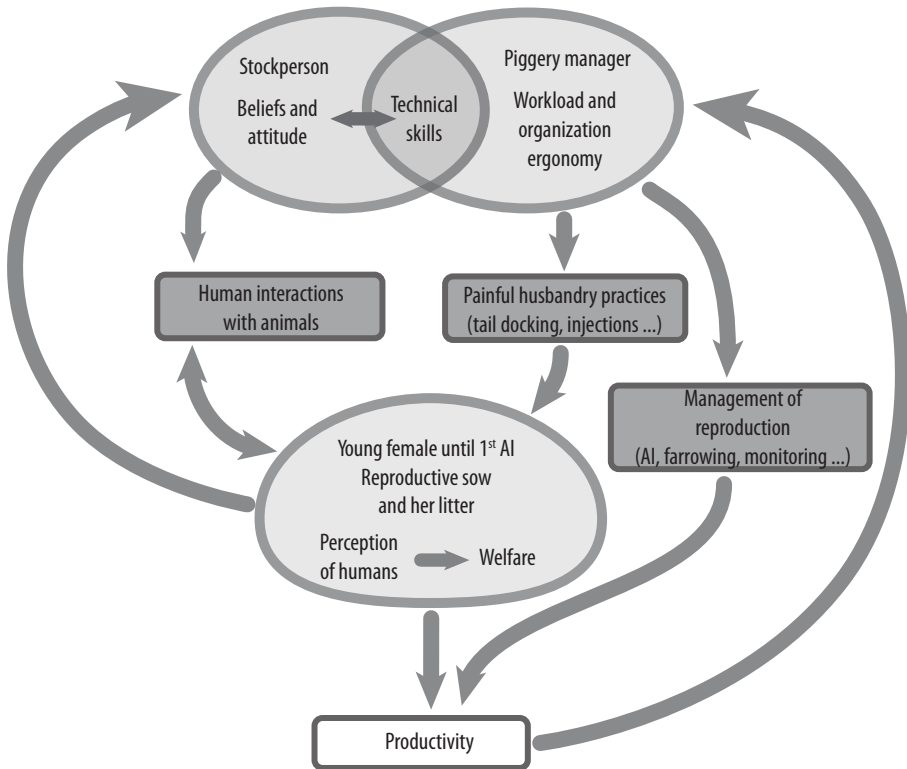 Stockperson
Beliefs and
attitude
Technical
skills
Piggery manager
Workload and
organization
ergonomy
Human interactions
with animals
Painful husbandry practices
(tail docking, injections ...)
Management of
reproduction
(AI, farrowing, monitoring ...)
Young female until 1st AI
Reproductive sow
and her litter
Perception
of humans
Welfare
Productivity